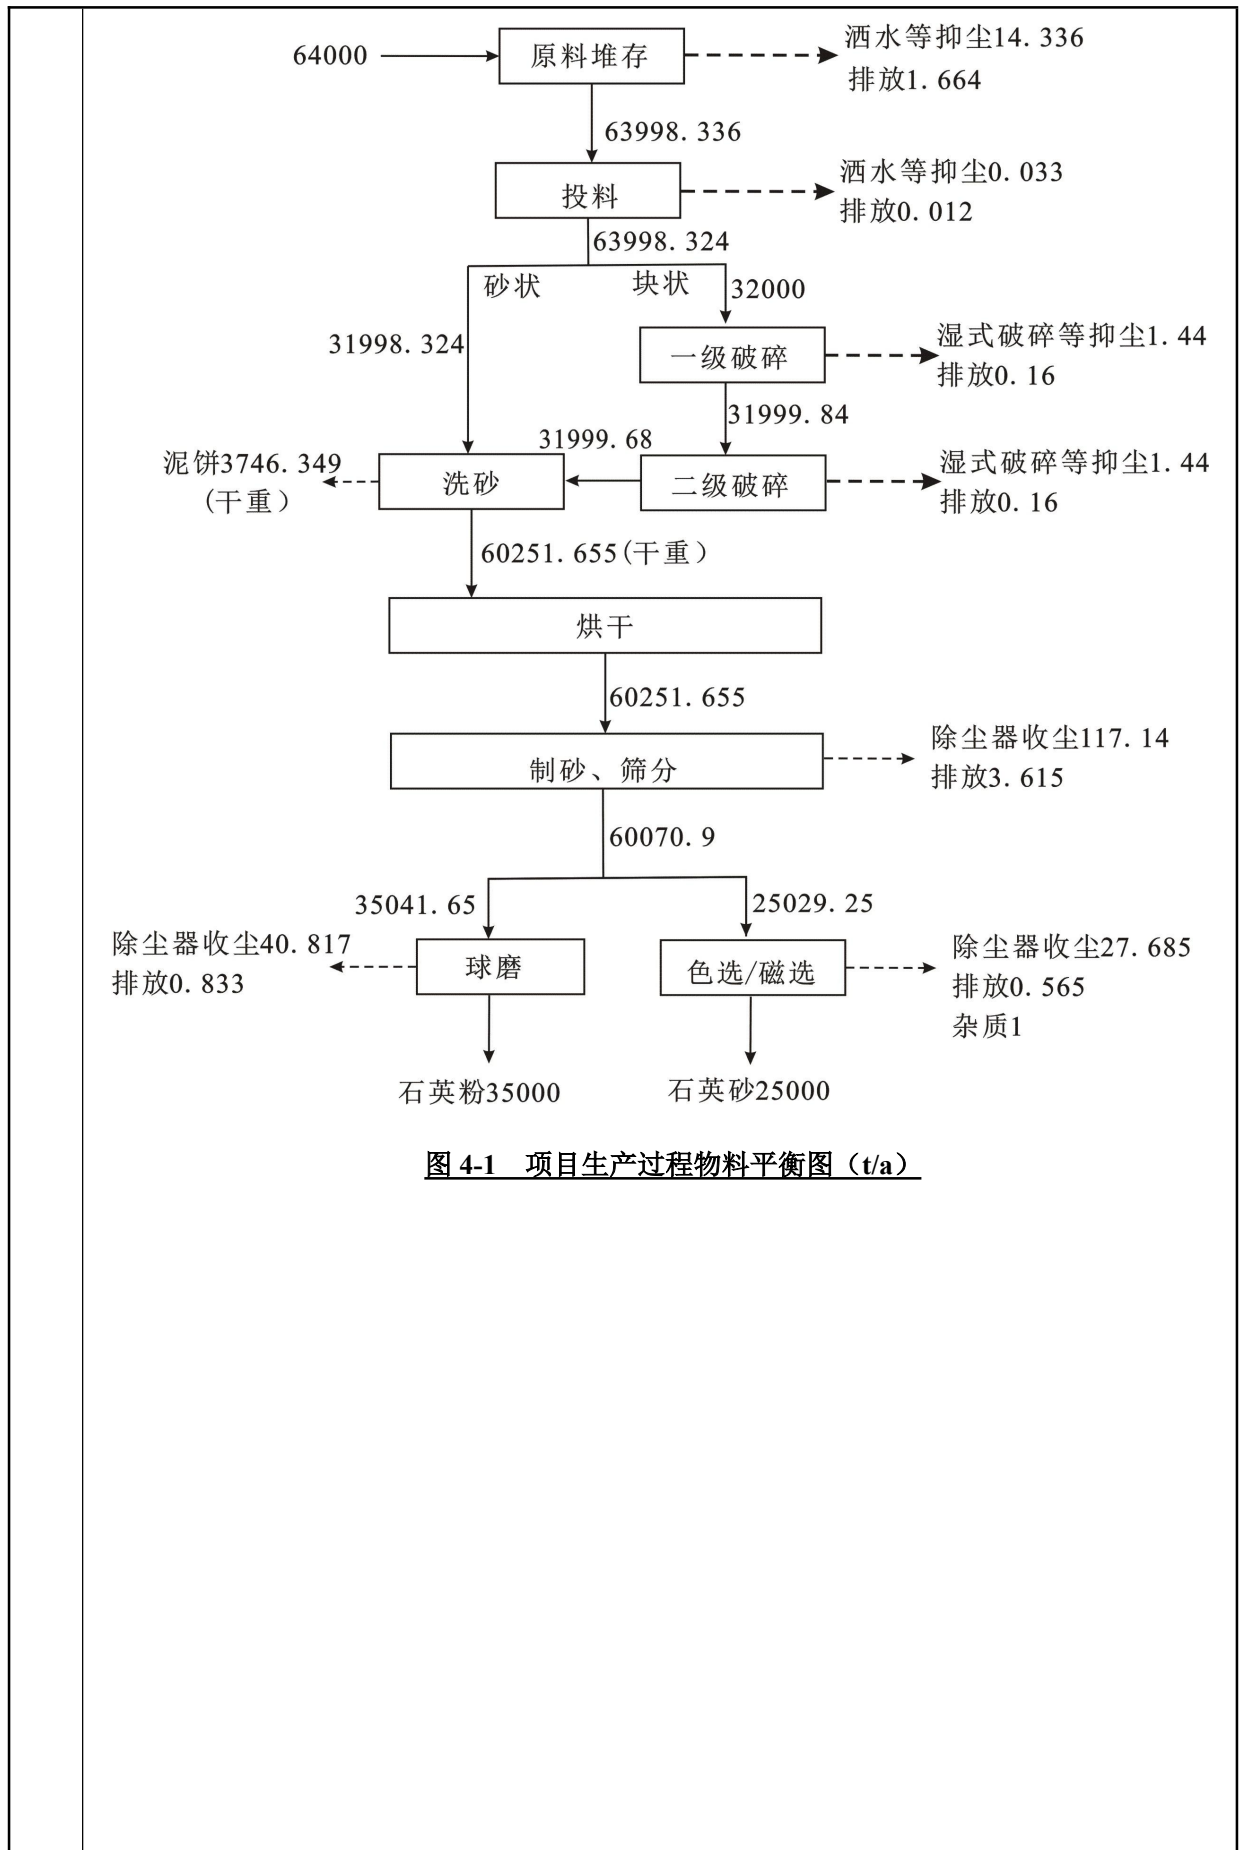 64000
原料堆存
洒水等抑尘14.336
排放1.664
63998.336
投料
洒水等抑尘0.033
排放0.012
63998.324
砂状
块状
32000
31998.324
一级破碎
湿式破碎等抑尘1.44
排放0.16
31999.84
31999.68
泥饼3746.349
(干重）
洗砂
二级破碎
湿式破碎等抑尘1.44
排放0.16
60251.655(干重）
烘干
60251.655
制砂、筛分
除尘器收尘117.14
排放3.615
60070.9
35041.65
25029.25
除尘器收尘40.817
排放0.833
球磨
色选/磁选
除尘器收尘27.685
排放0.565
杂质1
石英粉35000
石英砂25000
图 4-1 项目生产过程物料平衡图（t/a）